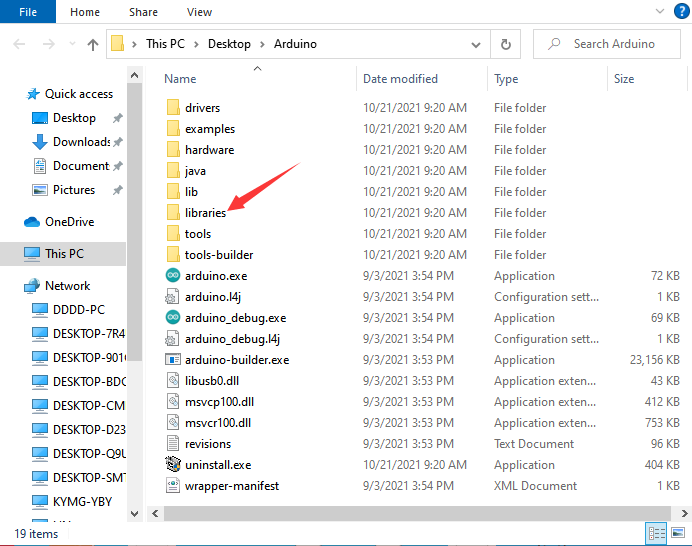 File Home Share View
This PC Desktop Arduino Search Arduino
Name Date modified Type Size
Quick access
Desktop
Downloads
Document
Pictures
OneDrive
This PC
Network
DDDD-PC
DESKTOP-7R4
DESKTOP-901
DESKTOP-BDC
DESKTOP-CM
DESKTOP-D23
DESKTOP-Q9U
DESKTOP-SMT
KYMG-YBY
drivers 10/21/2021 9:20 AM File folder
examples 10/21/2021 9:20 AM File folder
hardware 10/21/2021 9:20 AM File folder
java 10/21/2021 9:20 AM File folder
lib 10/21/2021 9:20 AM File folder
libraries 10/21/2021 9:20 AM File folder
tools 10/21/2021 9:20 AM File folder
tools-builder 10/21/2021 9:20 AM File folder
arduino.exe 9/3/2021 3:54 PM Application 72 KB
arduino.l4j 9/3/2021 3:54 PM Configuration sett... 1 KB
arduino_debug.exe 9/3/2021 3:54 PM Application 69 KB
arduino_debug.l4j 9/3/2021 3:54 PM Configuration sett... 1 KB
arduino-builder.exe 9/3/2021 3:53 PM Application 23,156 KB
libusb0.dll 9/3/2021 3:53 PM Application exten... 43 KB
msvcp100.dll 9/3/2021 3:53 PM Application exten... 412 KB
msvcr100.dll 9/3/2021 3:53 PM Application exten... 753 KB
revisions 9/3/2021 3:53 PM Text Document 96 KB
uninstall.exe 10/21/2021 9:20 AM Application 404 KB
wrapper-manifest 9/3/2021 3:54 PM XML Document 1 KB
19 items